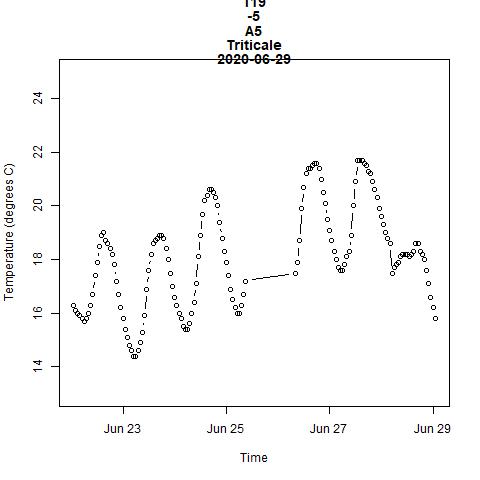 T19
-5
A5
Triticale
2020-06-29
24
22
20
18
16
14
Temperature (degrees C)
Jun 23
Jun 25
Jun 27
Jun 29
Time